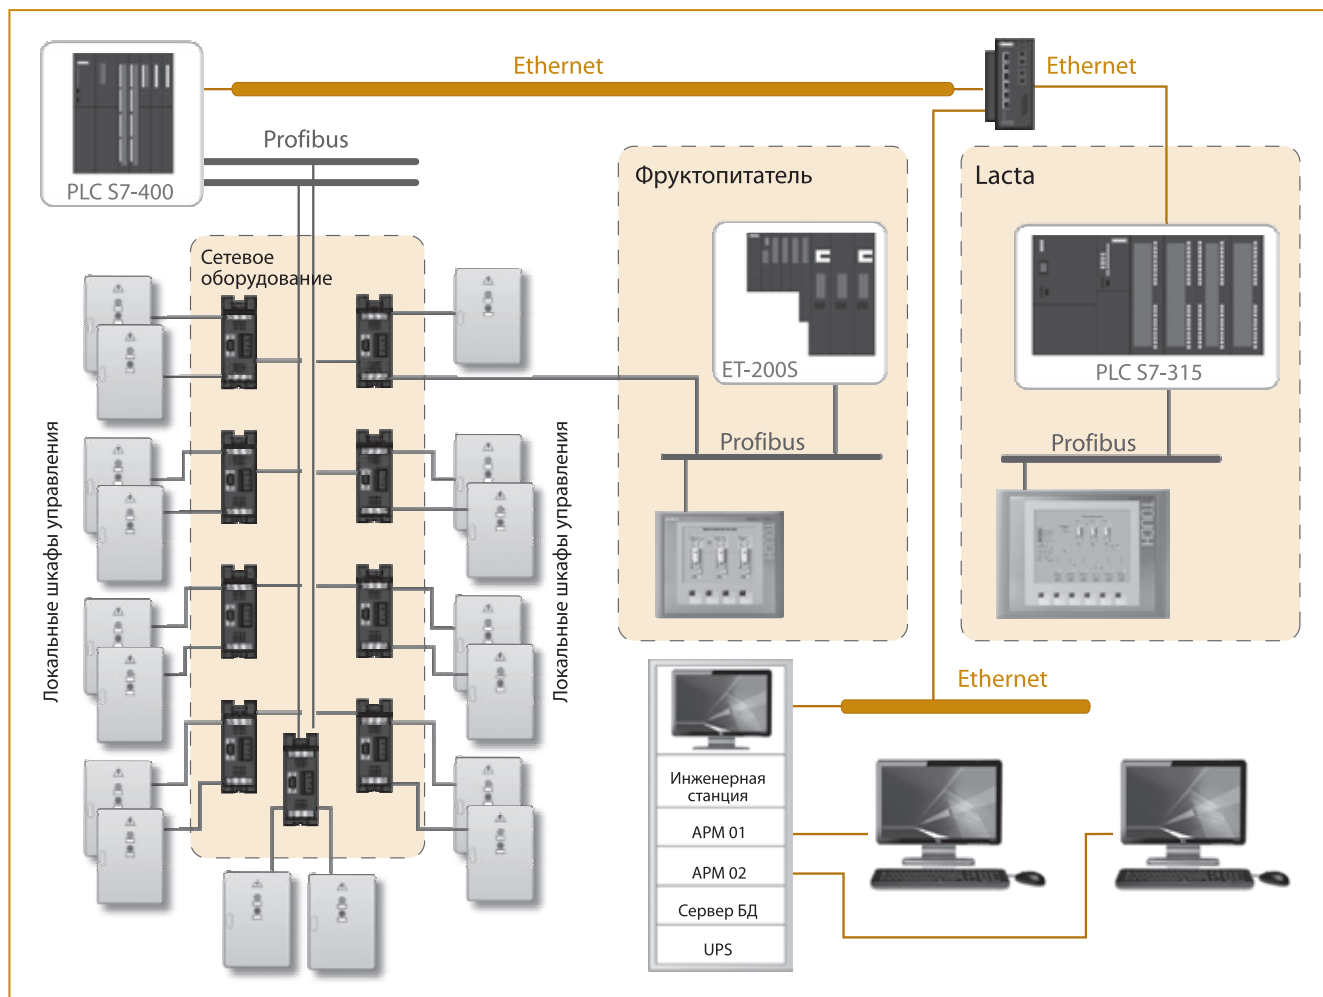 Ethernet
Ethernet
Profibus
PLC S7-400
Фруктопитатель
Lacta
Сетевое
оборудование
ET-200S
PLC S7-315
Profibus
Profibus
TOUCH
Локальные шкафы управления
Локальные шкафы управления
Ethernet
Инженерная
станция
АРМ 01
АРМ 02
Сервер БД
UPS